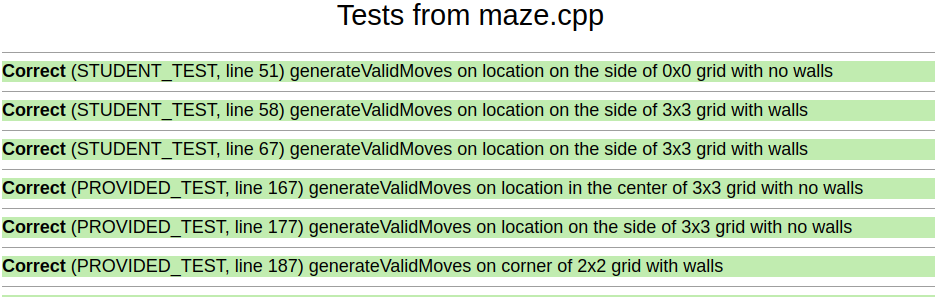 Tests from maze.cpp
Correct (STUDENT_TEST, line 51) generateValidMoves on location on the side of 0x0 grid with no walls
Correct (STUDENT_TEST, line 58) generateValidMoves on location on the side of 3x3 grid with walls
Correct (STUDENT_TEST, line 67) generateValidMoves on location on the side of 3x3 grid with walls
Correct (PROVIDED_TEST, line 167) generateValidMoves on location in the center of 3x3 grid with no walls
Correct (PROVIDED_TEST, line 177) generateValidMoves on location on the side of 3x3 grid with no walls
Correct (PROVIDED_TEST, line 187) generateValidMoves on corner of 2x2 grid with walls